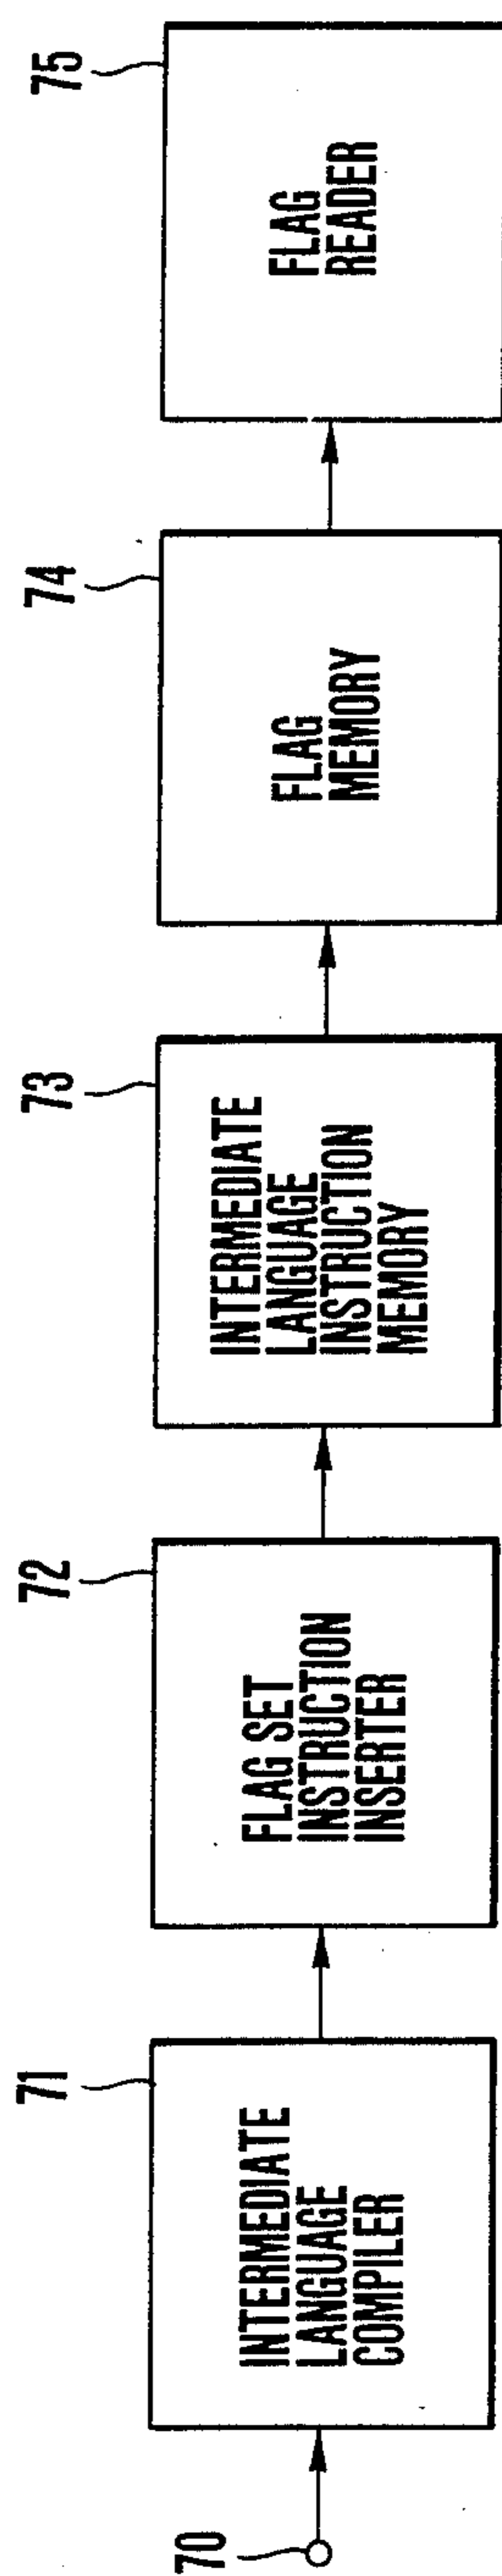 70
71
INTERMEDIATE
LANGUAGE
COMPILER
72
FLAG SET
INSTRUCTION
INSERTER
73
INTERMEDIATE
LANGUAGE
INSTRUCTION
MEMORY
74
FLAG
MEMORY
75
FLAG
READER